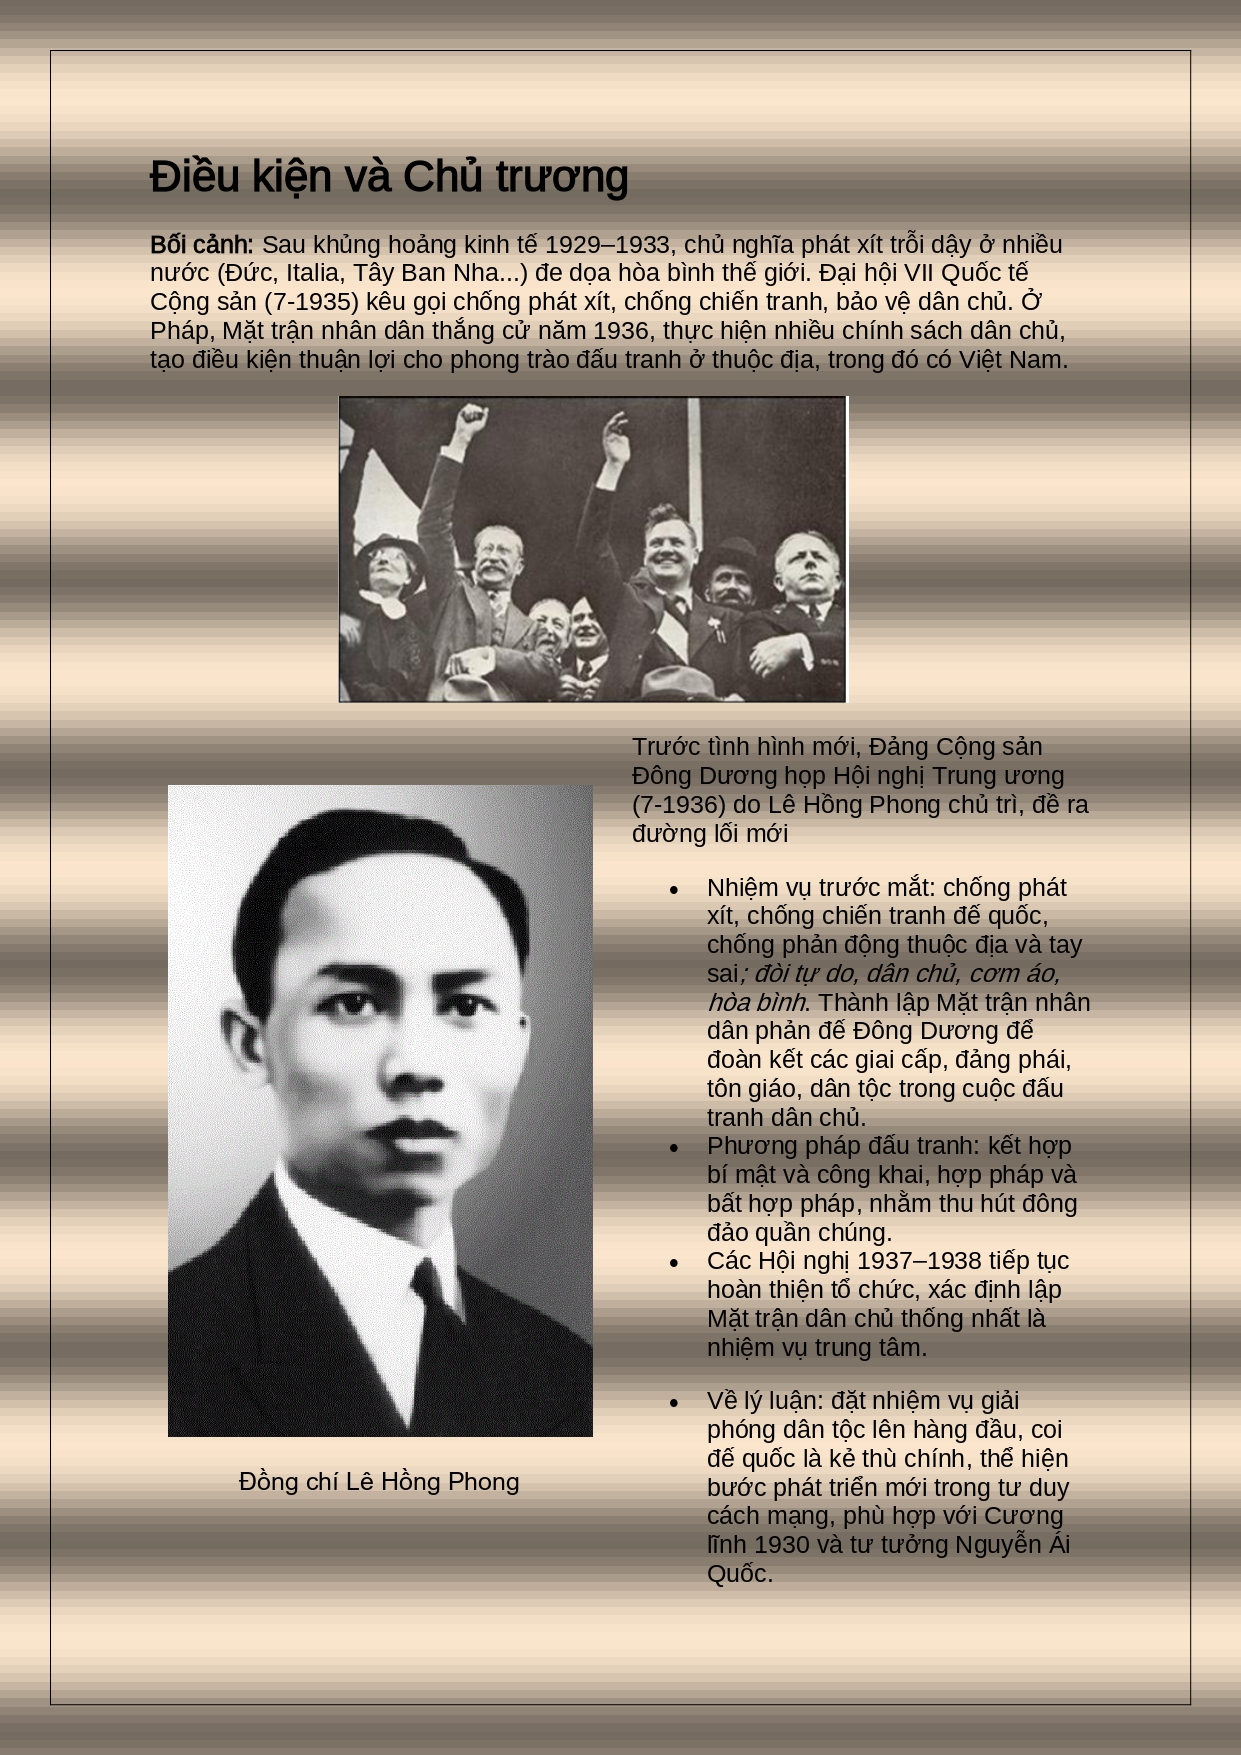 Điều kiện và Chủ trương
Bối cảnh: Sau khủng hoảng kinh tế 1929–1933, chủ nghĩa phát xít trỗi dậy ở nhiều
nước (Đức, Italia, Tây Ban Nha...) đe dọa hòa bình thế giới. Đại hội VII Quốc tế
Cộng sản (7-1935) kêu gọi chống phát xít, chống chiến tranh, bảo vệ dân chủ. Ở
Pháp, Mặt trận nhân dân thắng cử năm 1936, thực hiện nhiều chính sách dân chủ,
tạo điều kiện thuận lợi cho phong trào đấu tranh ở thuộc địa, trong đó có Việt Nam.
Trước tình hình mới, Đảng Cộng sản
Đông Dương họp Hội nghị Trung ương
(7-1936) do Lê Hồng Phong chủ trì, đề ra
đường lối mới
• Nhiệm vụ trước mắt: chống phát
xít, chống chiến tranh đế quốc,
chống phản động thuộc địa và tay
sai; đòi tự do, dân chủ, cơm áo,
hòa bình. Thành lập Mặt trận nhân
dân phản đế Đông Dương để
đoàn kết các giai cấp, đảng phái,
tôn giáo, dân tộc trong cuộc đấu
tranh dân chủ.
• Phương pháp đấu tranh: kết hợp
bí mật và công khai, hợp pháp và
bất hợp pháp, nhằm thu hút đông
đảo quần chúng.
• Các Hội nghị 1937–1938 tiếp tục
hoàn thiện tổ chức, xác định lập
Mặt trận dân chủ thống nhất là
nhiệm vụ trung tâm.
• Về lý luận: đặt nhiệm vụ giải
phóng dân tộc lên hàng đầu, coi
đế quốc là kẻ thù chính, thể hiện
bước phát triển mới trong tư duy
cách mạng, phù hợp với Cương
lĩnh 1930 và tư tưởng Nguyễn Ái
Quốc.
Đồng chí Lê Hồng Phong